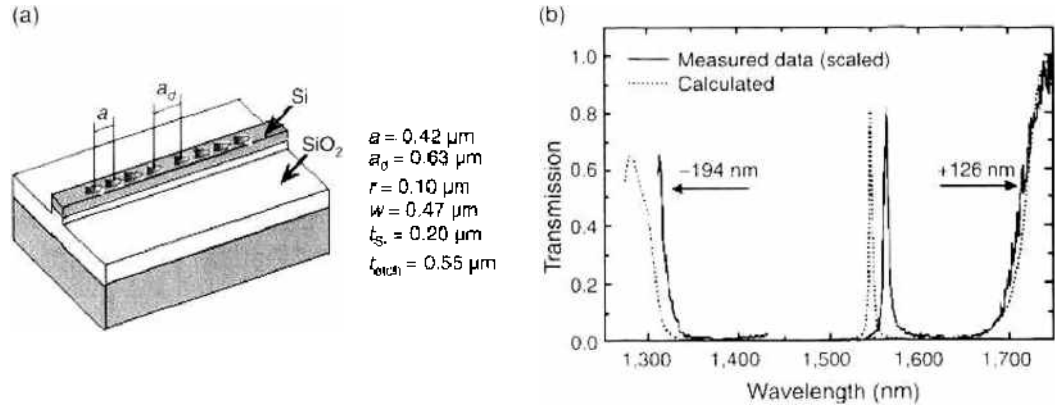 (a)
a
a_d
Si
SiO₂
a = 0.42 µm
a_d = 0.63 µm
r = 0.10 µm
w = 0.47 µm
t_S. = 0.20 µm
t_etch = 0.55 µm
(b)
Measured data (scaled)
Calculated
−194 nm
+126 nm
Transmission
1.0
0.8
0.6
0.4
0.2
0.0
1,300 1,400 1,500 1,600 1,700
Wavelength (nm)